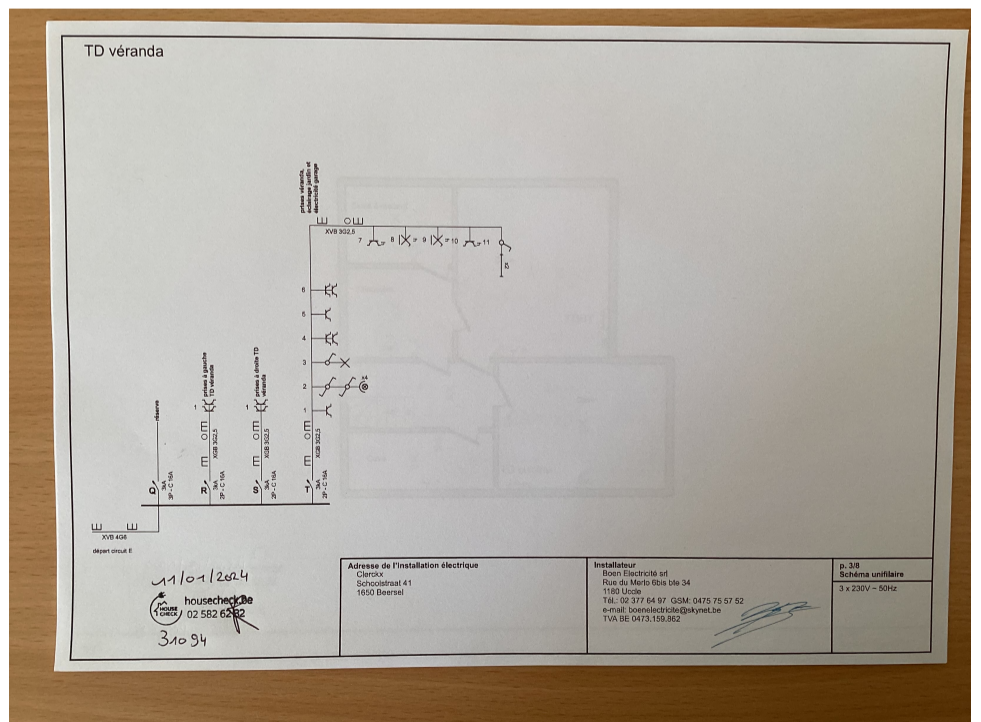 TD véranda
prises véranda,
éclairage jardin et
électricité garage
XVB 3G2,5
7
8
9
10
11
6
5
4
3
2
1
x4
réserve
prises à gauche
TD véranda
1
prises à droite TD
véranda
1
XGB 3G2,5
XGB 3G2,5
XGB 3G2,5
Q
3kA
3P - C 16A
R
3kA
2P - C 16A
S
3kA
2P - C 16A
T
3kA
2P - C 16A
XVB 4G6
départ circuit E
11/01/2024
HOUSE
CHECK
housecheck.be
02 582 62 82
31094
Adresse de l'installation électrique
Clerckx
Schoolstraat 41
1650 Beersel
Installateur
Boen Electricité srl
Rue du Merlo 6bis bte 34
1180 Uccle
Tél.: 02 377 64 97 GSM: 0475 75 57 52
e-mail: boenelectricite@skynet.be
TVA BE 0473.159.862
p. 3/8
Schéma unifilaire
3 x 230V ~ 50Hz